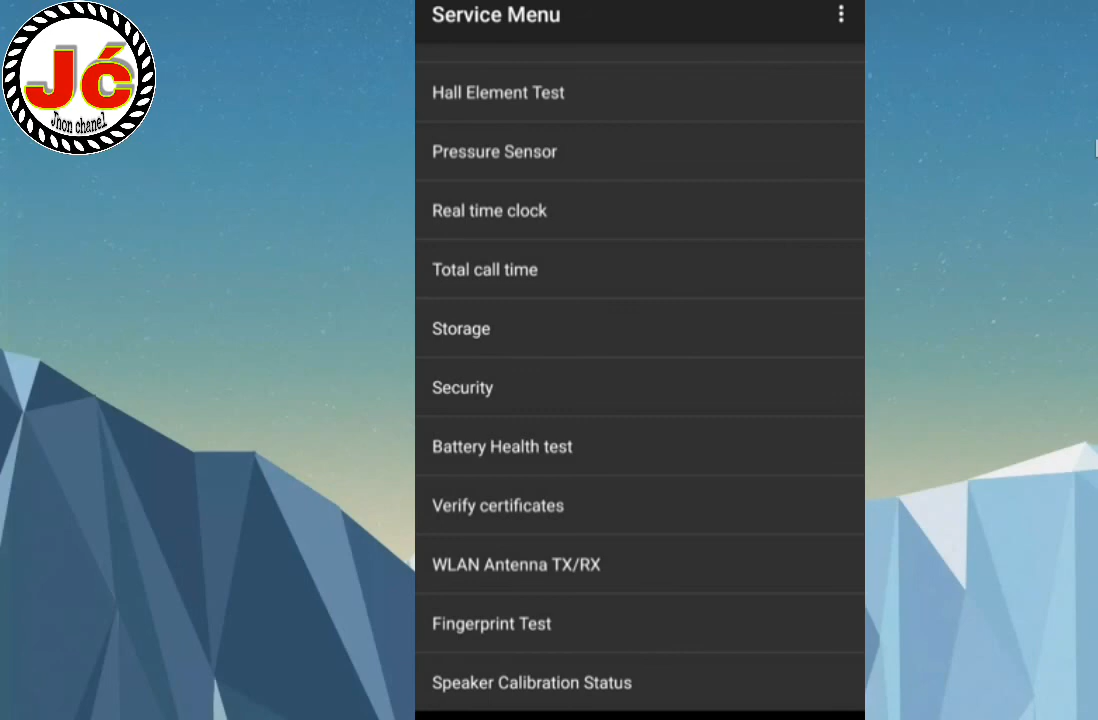 Jć
Jhon chanel
Service Menu
Hall Element Test
Pressure Sensor
Real time clock
Total call time
Storage
Security
Battery Health test
Verify certificates
WLAN Antenna TX/RX
Fingerprint Test
Speaker Calibration Status